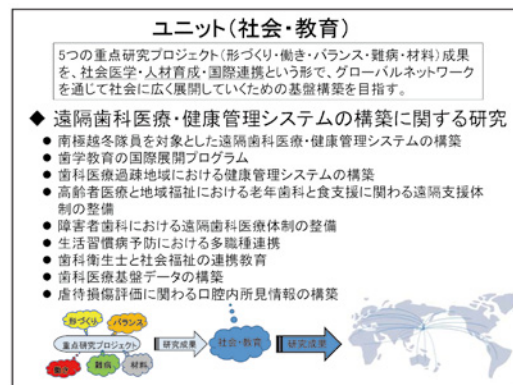 ユニット(社会・教育)
5つの重点研究プロジェクト(形づくり・働き・バランス・難病・材料)成果
を、社会医学・人材育成・国際連携という形で、グローバルネットワーク
を通じて社会に広く展開していくための基盤構築を目指す。
◆ 遠隔歯科医療・健康管理システムの構築に関する研究
● 南極越冬隊員を対象とした遠隔歯科医療・健康管理システムの構築
● 歯学教育の国際展開プログラム
● 歯科医療過疎地域における健康管理システムの構築
● 高齢者医療と地域福祉における老年歯科と食支援に関わる遠隔支援体
制の整備
● 障害者歯科における遠隔歯科医療体制の整備
● 生活習慣病予防における多職種連携
● 歯科衛生士と社会福祉の連携教育
● 歯科医療基盤データの構築
● 虐待損傷評価に関わる口腔内所見情報の構築
形づくり
バランス
重点研究プロジェクト
働き
難病
材料
研究成果
社会・教育
研究成果